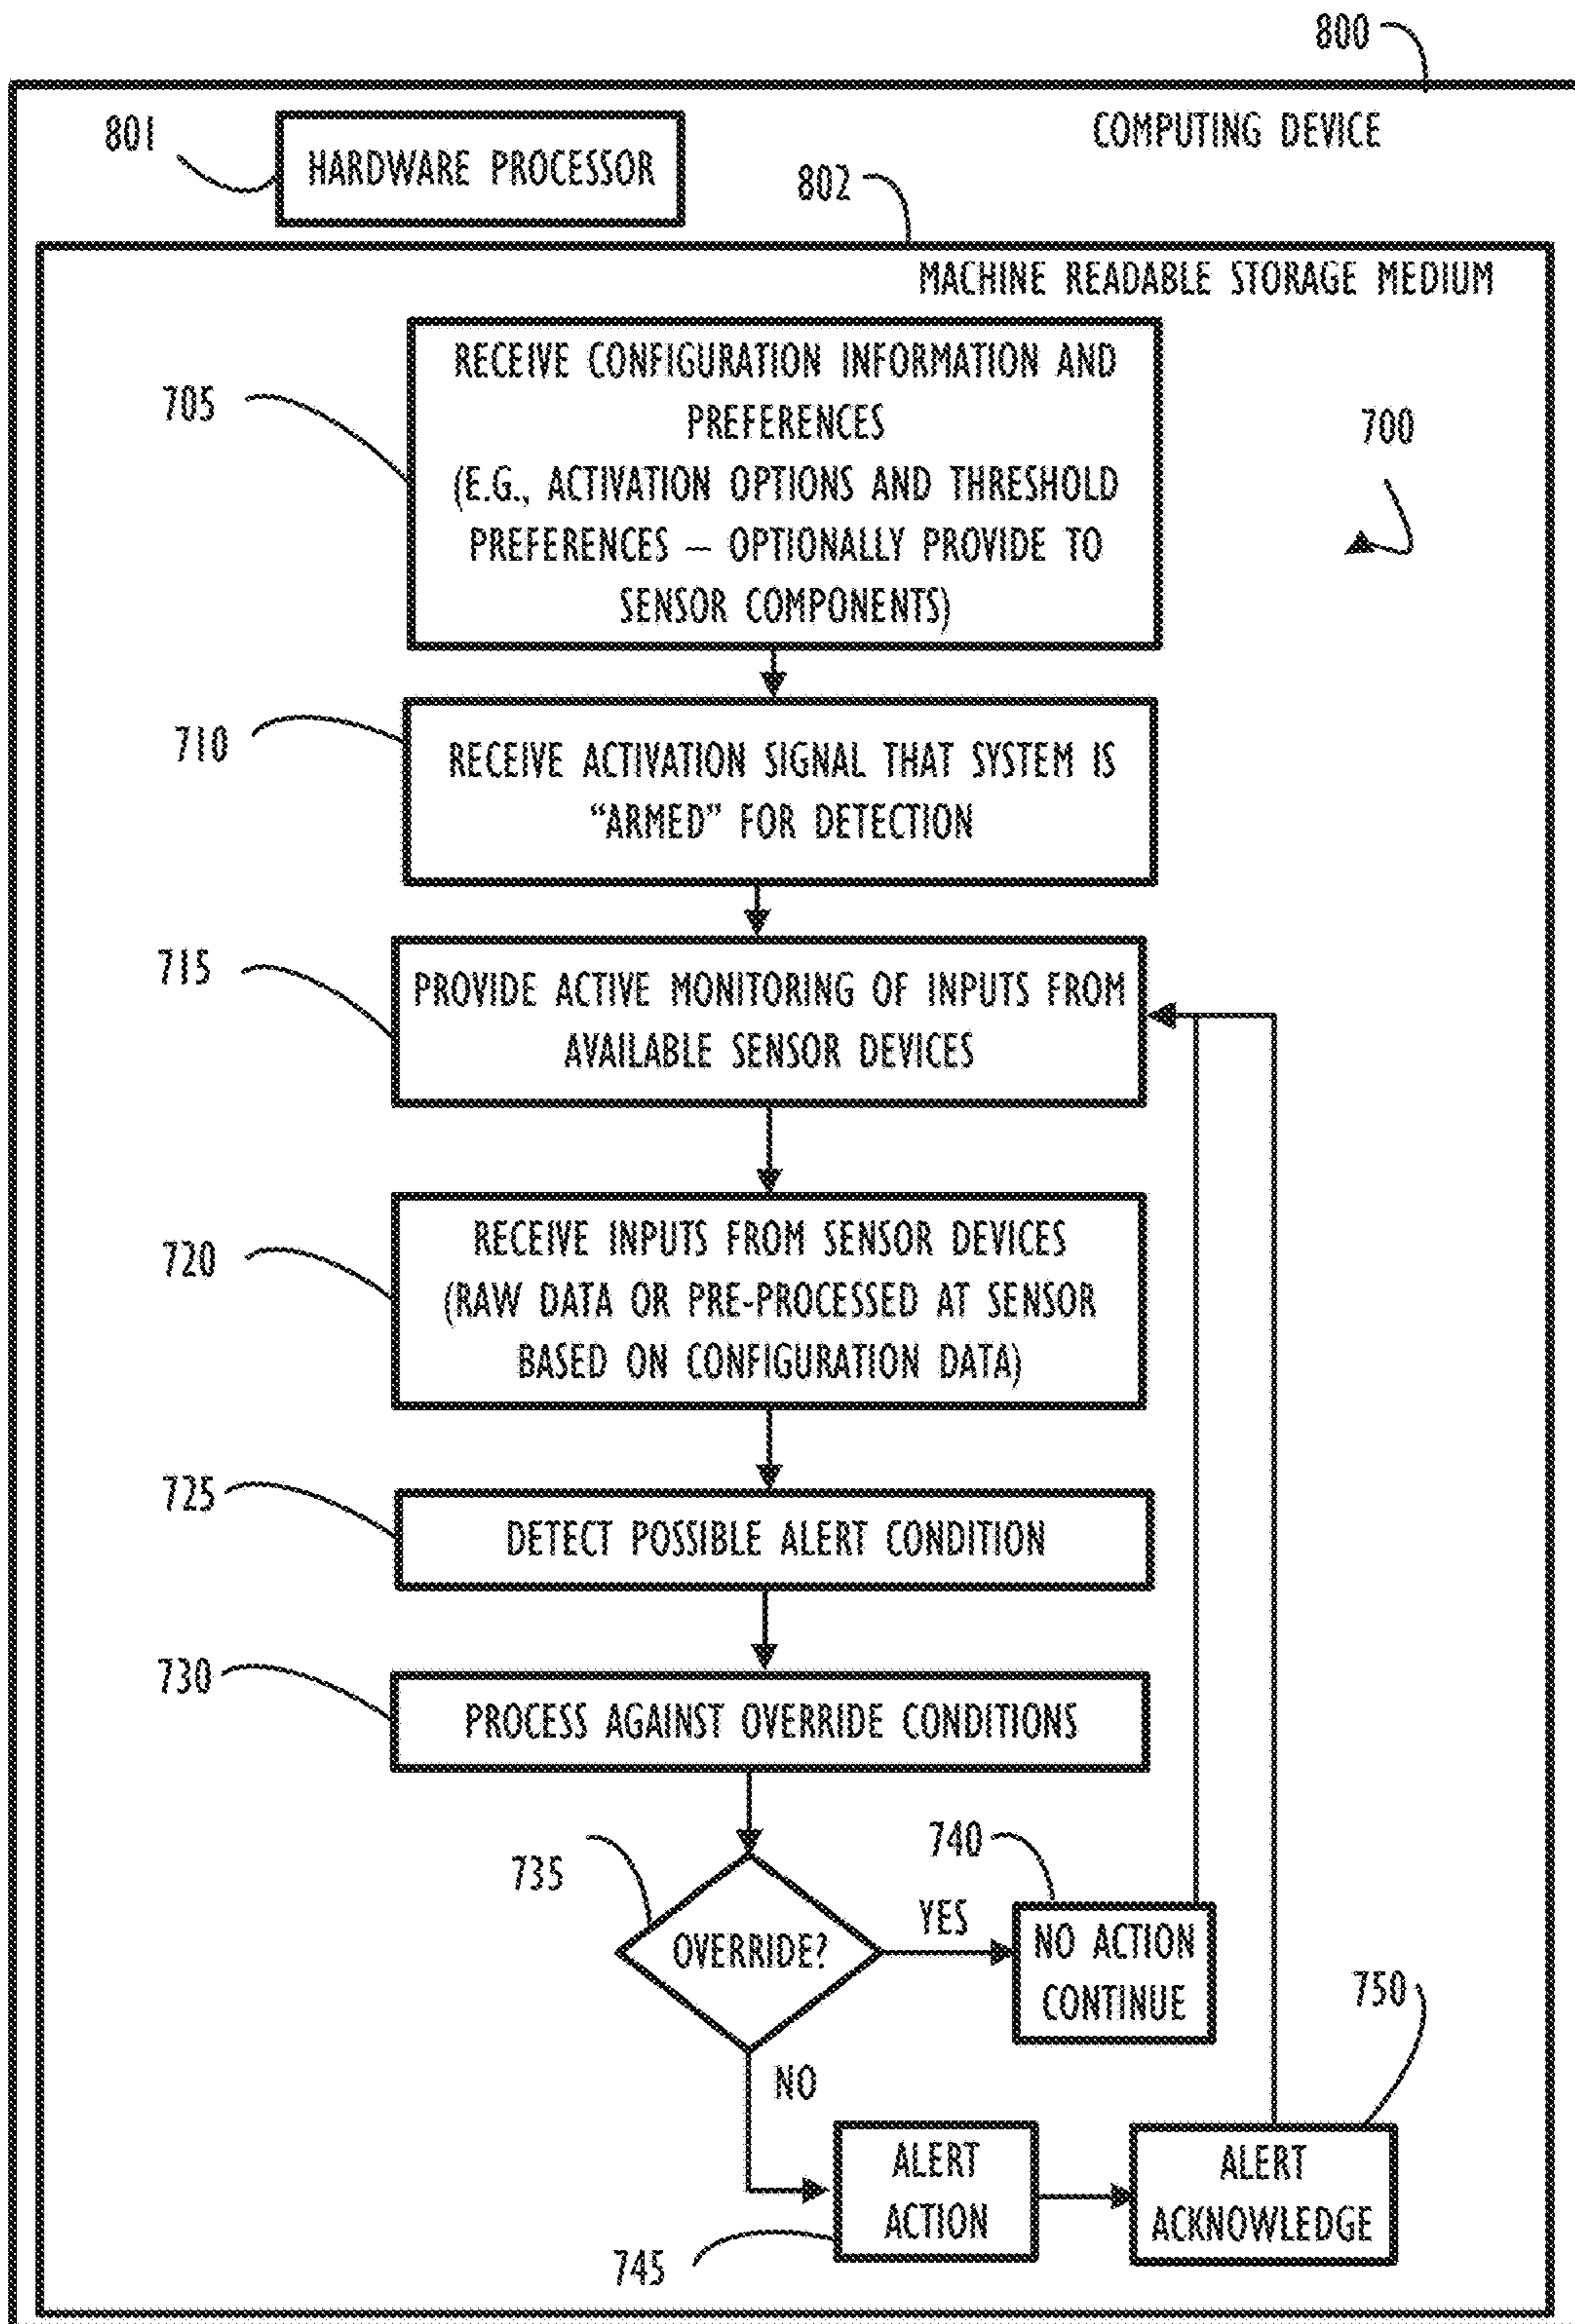 800
COMPUTING DEVICE
801
HARDWARE PROCESSOR
802
MACHINE READABLE STORAGE MEDIUM
705
RECEIVE CONFIGURATION INFORMATION AND
PREFERENCES
(E.G., ACTIVATION OPTIONS AND THRESHOLD
PREFERENCES – OPTIONALLY PROVIDE TO
SENSOR COMPONENTS)
700
710
RECEIVE ACTIVATION SIGNAL THAT SYSTEM IS
“ARMED” FOR DETECTION
715
PROVIDE ACTIVE MONITORING OF INPUTS FROM
AVAILABLE SENSOR DEVICES
720
RECEIVE INPUTS FROM SENSOR DEVICES
(RAW DATA OR PRE-PROCESSED AT SENSOR
BASED ON CONFIGURATION DATA)
725
DETECT POSSIBLE ALERT CONDITION
730
PROCESS AGAINST OVERRIDE CONDITIONS
735
OVERRIDE?
YES
740
NO ACTION
CONTINUE
NO
750
ALERT
ACTION
745
ALERT
ACKNOWLEDGE